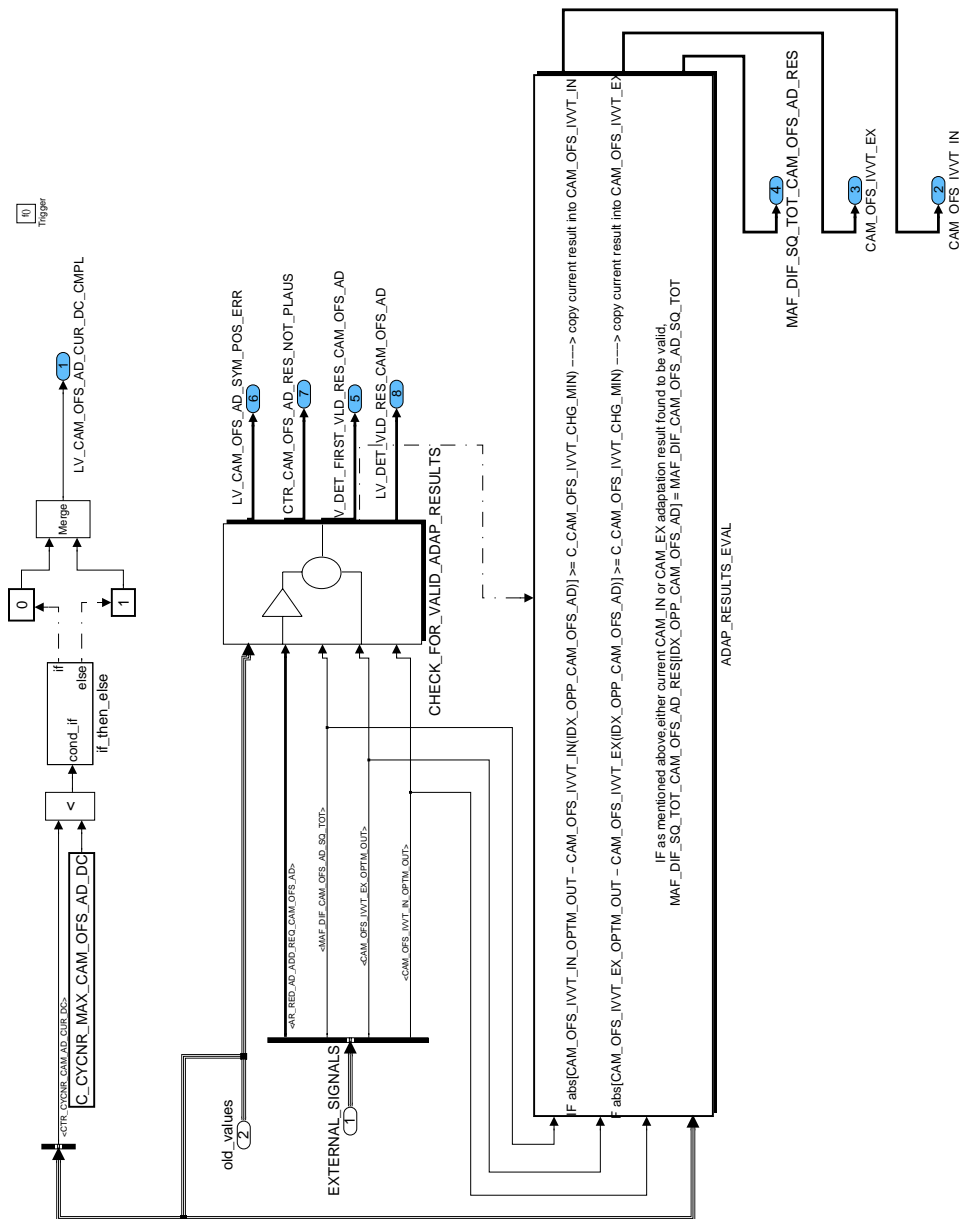 f()
Trigger
0
1
if
else
cond_if
if_then_else
Merge
1
LV_CAM_OFS_AD_CUR_DC_CMPL
<
<CTR_CYCNR_CAM_AD_CUR_DC>
C_CYCNR_MAX_CAM_OFS_AD_DC
old_values
2
EXTERNAL_SIGNALS
1
<AR_RED_AD_ADD_REQ_CAM_OFS_AD>
<MAF_DIF_CAM_OFS_AD_SQ_TOT>
<CAM_OFS_IVVT_EX_OPTM_OUT>
<CAM_OFS_IVVT_IN_OPTM_OUT>
CHECK_FOR_VALID_ADAP_RESULTS
LV_CAM_OFS_AD_SYM_POS_ERR
6
CTR_CAM_OFS_AD_RES_NOT_PLAUS
7
V_DET_FIRST_VLD_RES_CAM_OFS_AD
5
LV_DET_VLD_RES_CAM_OFS_AD
8
IF abs[CAM_OFS_IVVT_IN_OPTM_OUT − CAM_OFS_IVVT_IN(IDX_OPP_CAM_OFS_AD)] >= C_CAM_OFS_IVVT_CHG_MIN) −−−> copy current result into CAM_OFS_IVVT_IN
F abs[CAM_OFS_IVVT_EX_OPTM_OUT − CAM_OFS_IVVT_EX(IDX_OPP_CAM_OFS_AD)] >= C_CAM_OFS_IVVT_CHG_MIN) −−−> copy current result into CAM_OFS_IVVT_EX
IF as mentioned above,either current CAM_IN or CAM_EX adaptation result found to be valid,
MAF_DIF_SQ_TOT_CAM_OFS_AD_RES[IDX_OPP_CAM_OFS_AD] = MAF_DIF_CAM_OFS_AD_SQ_TOT
ADAP_RESULTS_EVAL
4
MAF_DIF_SQ_TOT_CAM_OFS_AD_RES
3
CAM_OFS_IVVT_EX
2
CAM_OFS_IVVT_IN